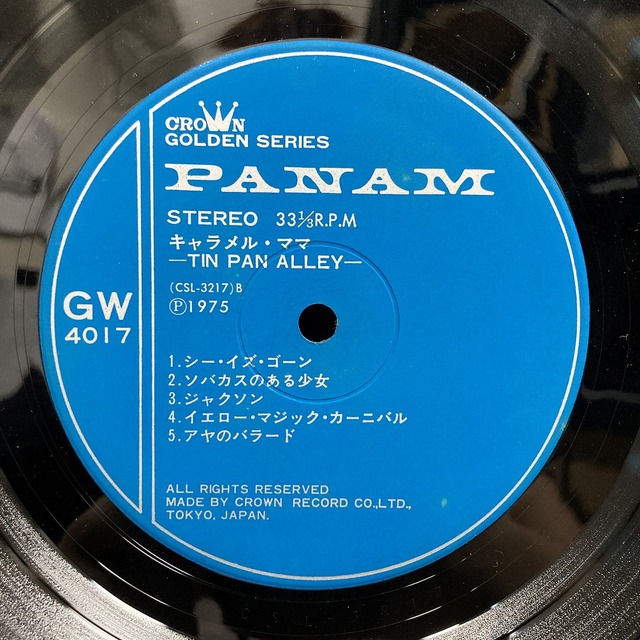 CROWN
GOLDEN SERIES
PANAM
STEREO 33⅓R.P.M
キャラメル・ママ
—TIN PAN ALLEY—
(CSL-3217)B
Ⓟ1975
GW
4017
1.シー・イズ・ゴーン
2.ソバカスのある少女
3.ジャクソン
4.イエロー・マジック・カーニバル
5.アヤのバラード
ALL RIGHTS RESERVED
MADE BY CROWN RECORD CO.,LTD.,
TOKYO, JAPAN.